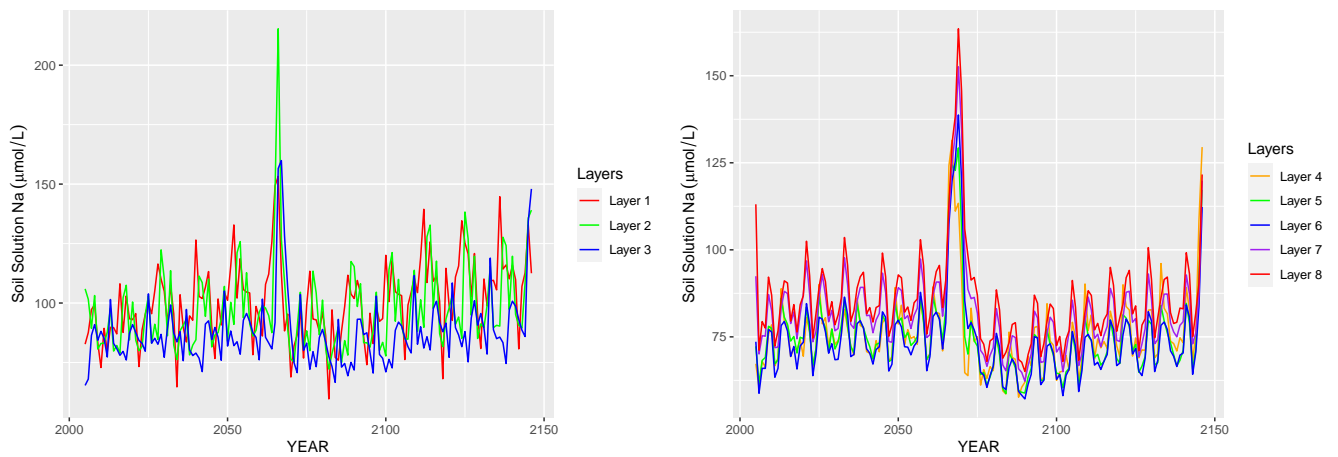 Soil Solution Na (μmol/L)
200
150
100
2000
2050
2100
2150
YEAR
Layers
Layer 1
Layer 2
Layer 3
Soil Solution Na (μmol/L)
150
125
100
75
2000
2050
2100
2150
YEAR
Layers
Layer 4
Layer 5
Layer 6
Layer 7
Layer 8